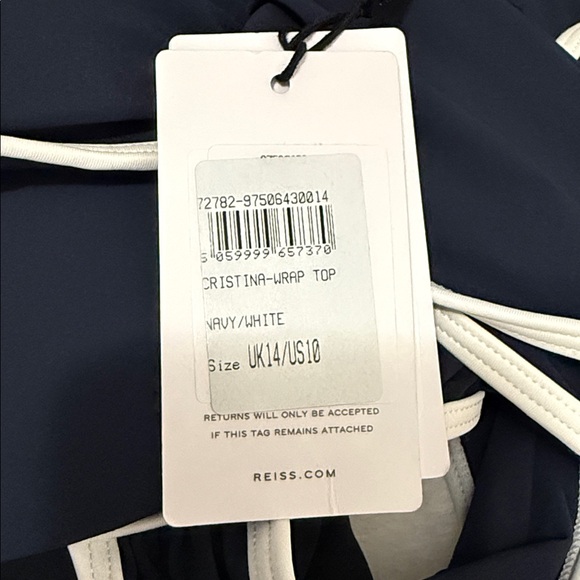 72782-97506430014
5 059999 657370
CRISTINA-WRAP TOP
NAVY/WHITE
Size UK14/US10
RETURNS WILL ONLY BE ACCEPTED
IF THIS TAG REMAINS ATTACHED
REISS.COM